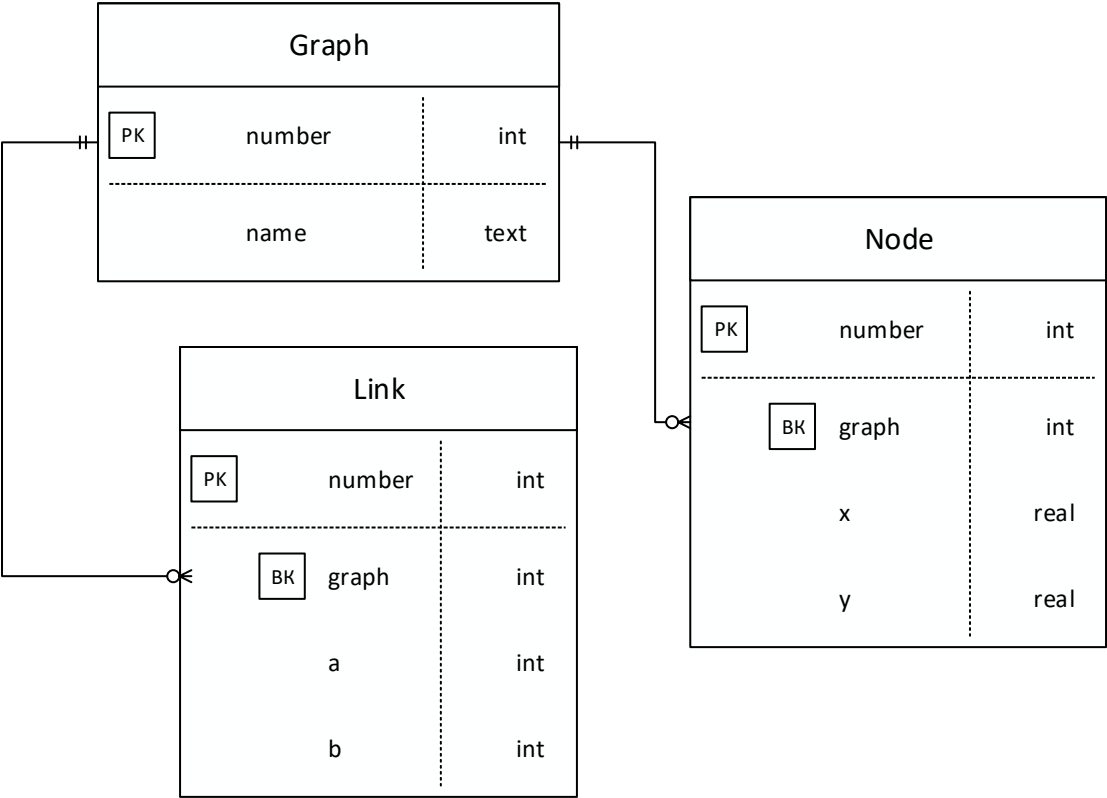 Graph
PK number int
name text
Node
PK number int
BK graph int
x real
y real
Link
PK number int
BK graph int
a int
b int